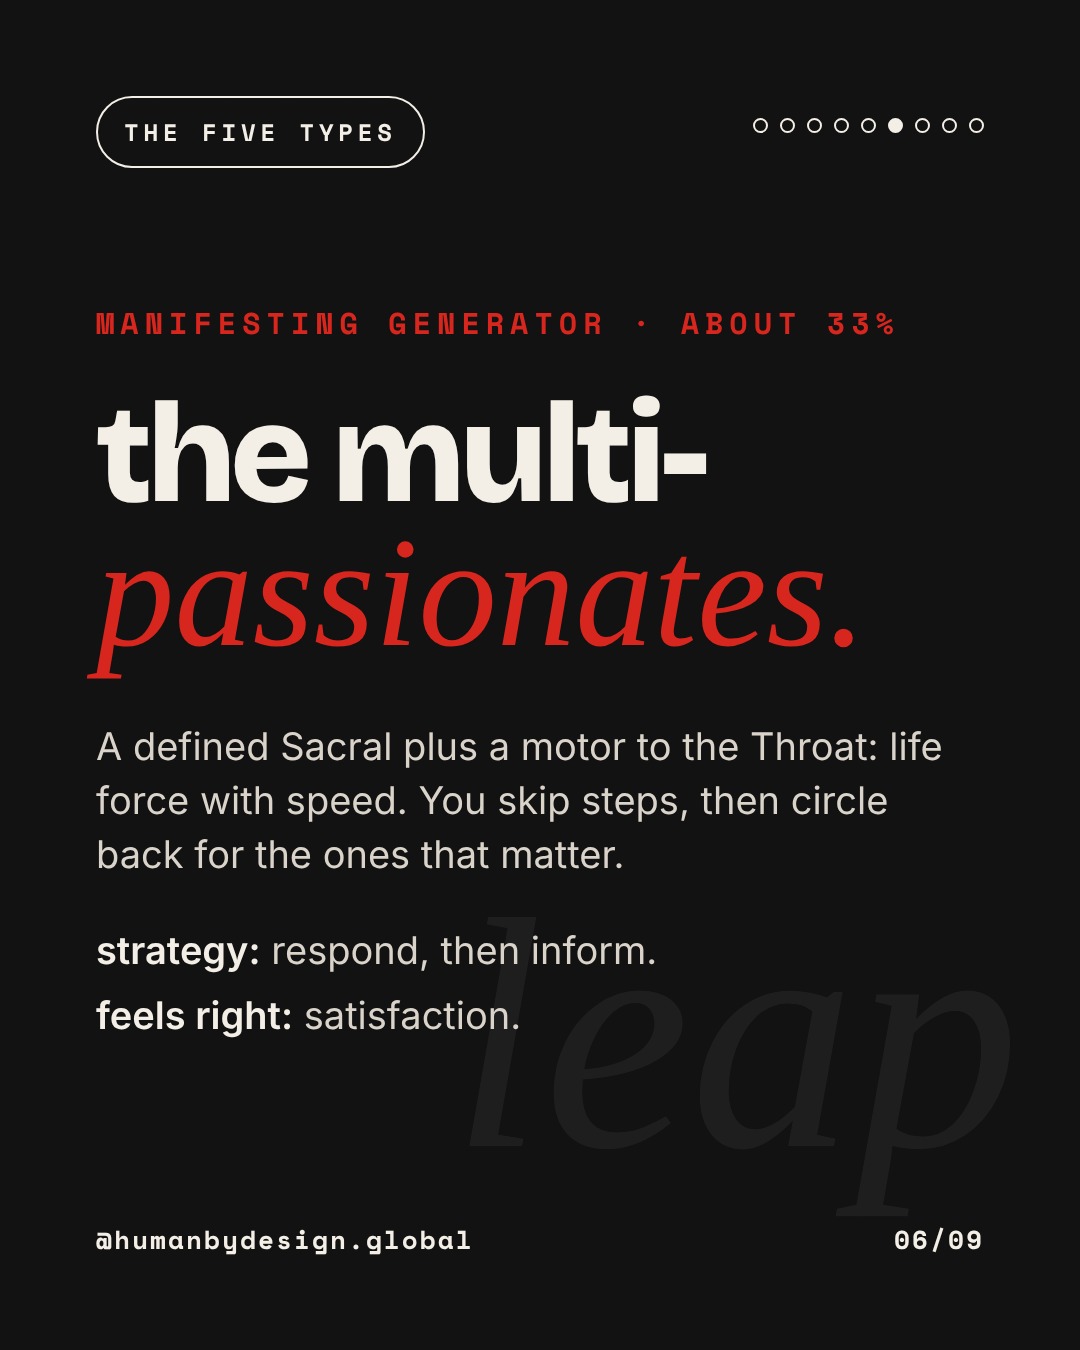 THE FIVE TYPES
MANIFESTING GENERATOR · ABOUT 33%
the multi-
passionates.
A defined Sacral plus a motor to the Throat: life
force with speed. You skip steps, then circle
back for the ones that matter.
strategy: respond, then inform.
feels right: satisfaction.
leap
@humanbydesign.global
06/09